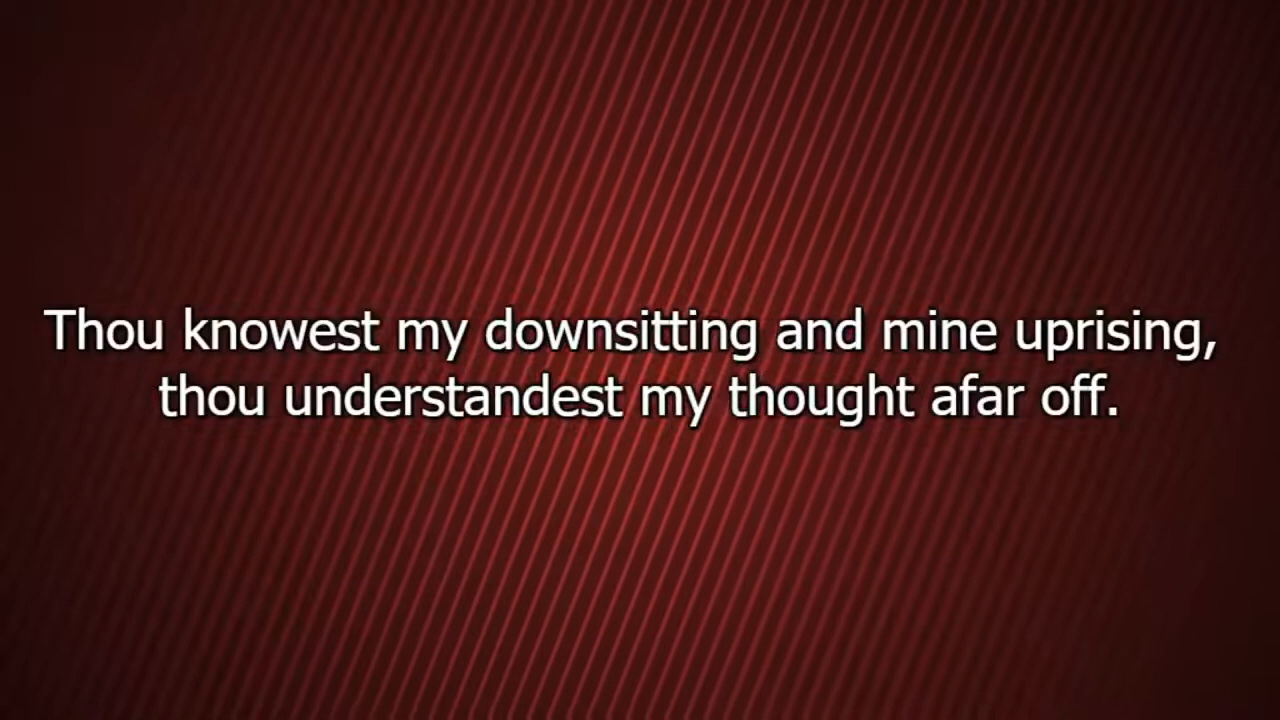 Thou knowest my downsitting and mine uprising,
thou understandest my thought afar off.